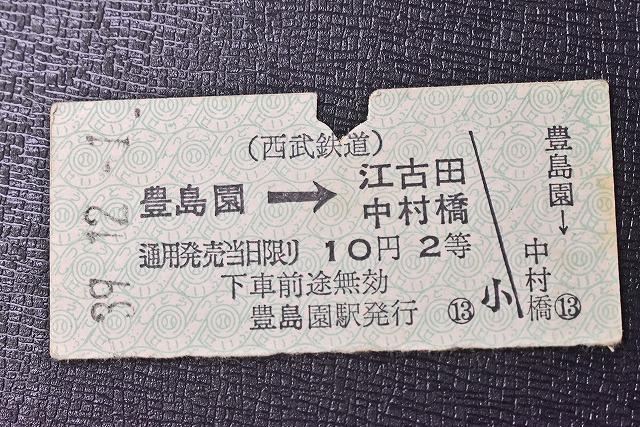 39.12.-1.
(西武鉄道)
豊島園→江古田
中村橋
通用発売当日限り 10円 2等
下車前途無効
豊島園駅発行 ⑬
小
豊島園→中村橋⑬